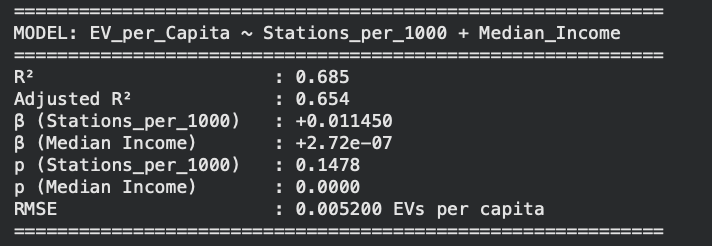 ============================================================
MODEL: EV_per_Capita ~ Stations_per_1000 + Median_Income
============================================================
R²                      : 0.685
Adjusted R²             : 0.654
β (Stations_per_1000)   : +0.011450
β (Median Income)       : +2.72e-07
p (Stations_per_1000)   : 0.1478
p (Median Income)       : 0.0000
RMSE                    : 0.005200 EVs per capita
============================================================